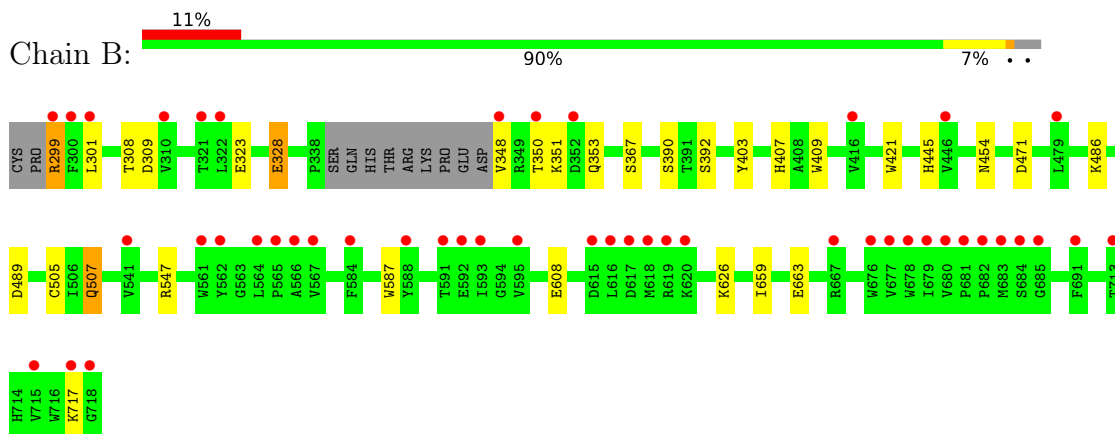 11%
Chain B:
90% 7% • •
CYS PRO R299 F300 L301 T308 D309 V310 T321 L322 E323 E328 P338 SER GLN HIS THR ARG LYS PRO GLU ASP V348 R349 T350 K351 D352 Q353 S367 S390 T391 S392 Y403 H407 A408 W409 V416 W421 H445 V446 N454 D471 L479 K486
D489 C505 I506 Q507 V541 R547 W561 Y562 G563 L564 P565 A566 V567 F584 W587 Y588 T591 E592 I593 G594 V595 E608 D615 L616 D617 M618 R619 K620 K626 I659 E663 R667 W676 V677 W678 I679 V680 P681 P682 M683 S684 G685 F691 T713
H714 V715 W716 K717 G718